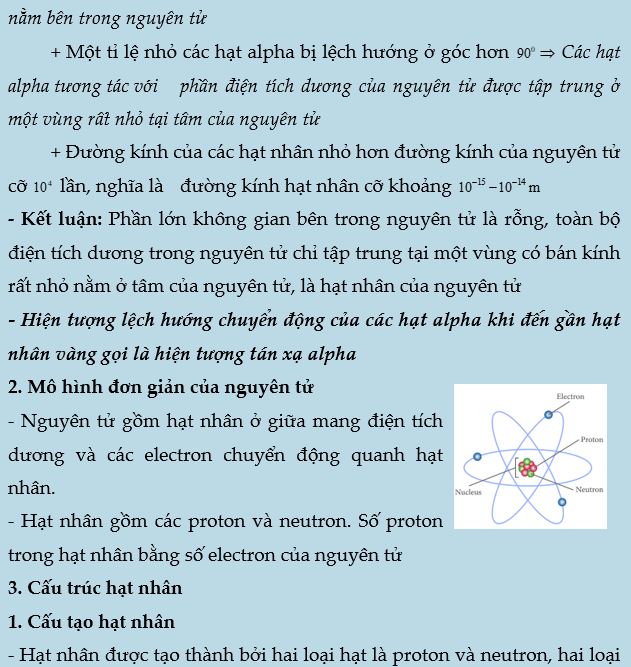 nằm bên trong nguyên tử
+ Một tỉ lệ nhỏ các hạt alpha bị lệch hướng ở góc hơn 90⁰ ⇒ Các hạt
alpha tương tác với phần điện tích dương của nguyên tử được tập trung ở
một vùng rất nhỏ tại tâm của nguyên tử
+ Đường kính của các hạt nhân nhỏ hơn đường kính của nguyên tử
cỡ 10⁴ lần, nghĩa là đường kính hạt nhân cỡ khoảng 10⁻¹⁵ – 10⁻¹⁴ m
- Kết luận: Phần lớn không gian bên trong nguyên tử là rỗng, toàn bộ
điện tích dương trong nguyên tử chỉ tập trung tại một vùng có bán kính
rất nhỏ nằm ở tâm của nguyên tử, là hạt nhân của nguyên tử
- Hiện tượng lệch hướng chuyển động của các hạt alpha khi đến gần hạt
nhân vàng gọi là hiện tượng tán xạ alpha
2. Mô hình đơn giản của nguyên tử
- Nguyên tử gồm hạt nhân ở giữa mang điện tích
dương và các electron chuyển động quanh hạt
nhân.
- Hạt nhân gồm các proton và neutron. Số proton
trong hạt nhân bằng số electron của nguyên tử
Electron
Proton
Nucleus
Neutron
3. Cấu trúc hạt nhân
1. Cấu tạo hạt nhân
- Hạt nhân được tạo thành bởi hai loại hạt là proton và neutron, hai loại